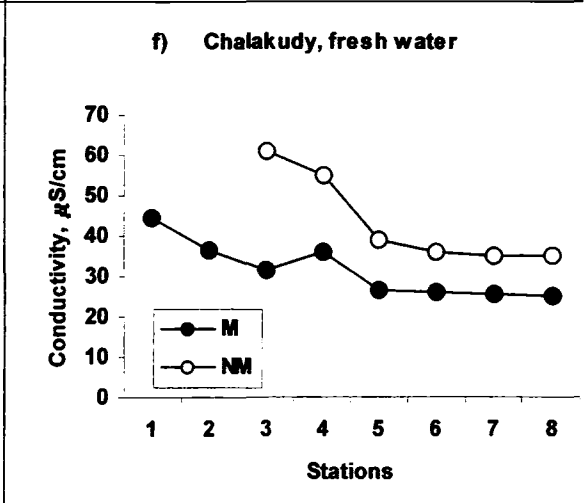 f) Chalakudy, fresh water
70
60
50
40
30
20
10
0
Conductivity, µS/cm
M
NM
1 2 3 4 5 6 7 8
Stations